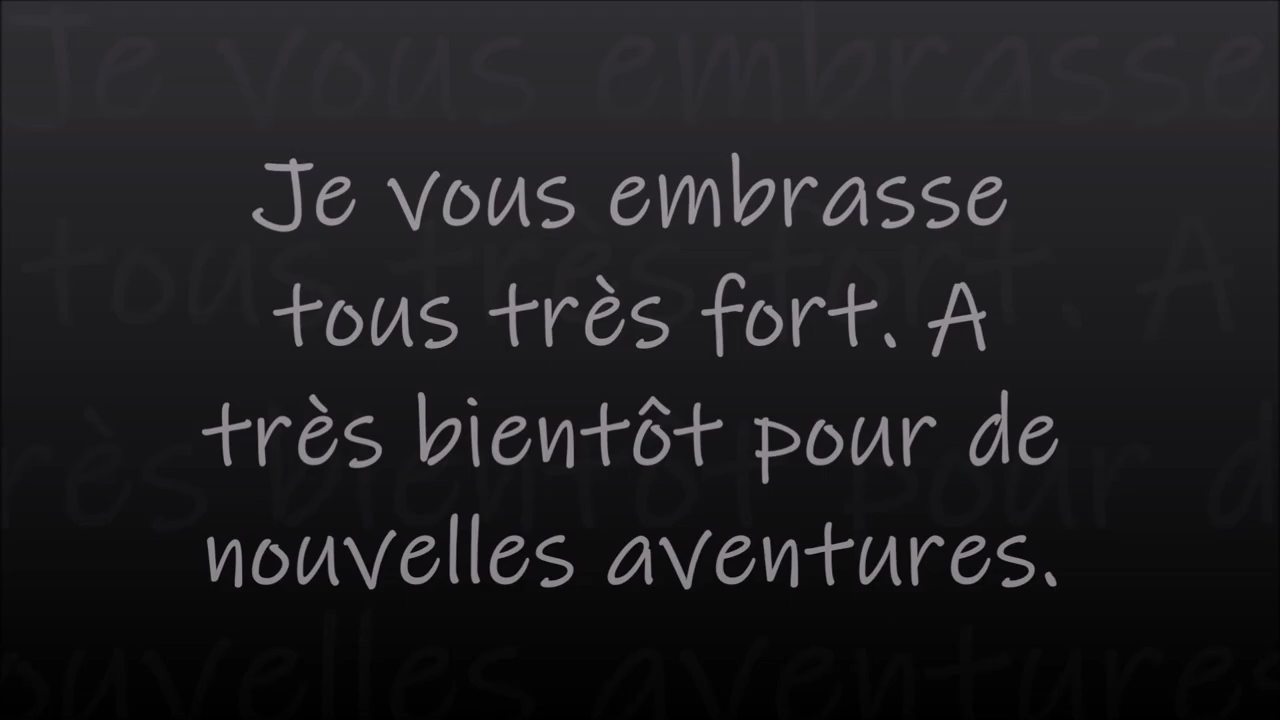 Je vous embrasse
tous très fort. A
très bientôt pour de
nouvelles aventures.